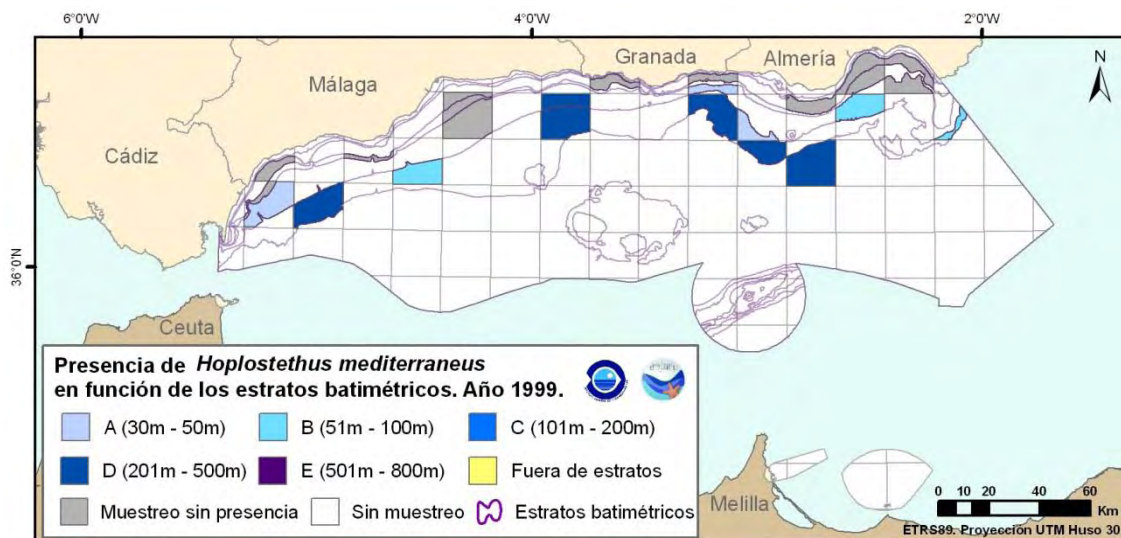 6°0'W 4°0'W 2°0'W
Granada Almería
N
Málaga
Cádiz
36°0'N
Ceuta
Presencia de Hoplostethus mediterraneus
en función de los estratos batimétricos. Año 1999.
A (30m - 50m) B (51m - 100m) C (101m - 200m)
D (201m - 500m) E (501m - 800m) Fuera de estratos
Muestreo sin presencia Sin muestreo Estratos batimétricos
Melilla
0 10 20 40 60
Km
ETRS89. Proyección UTM Huso 30